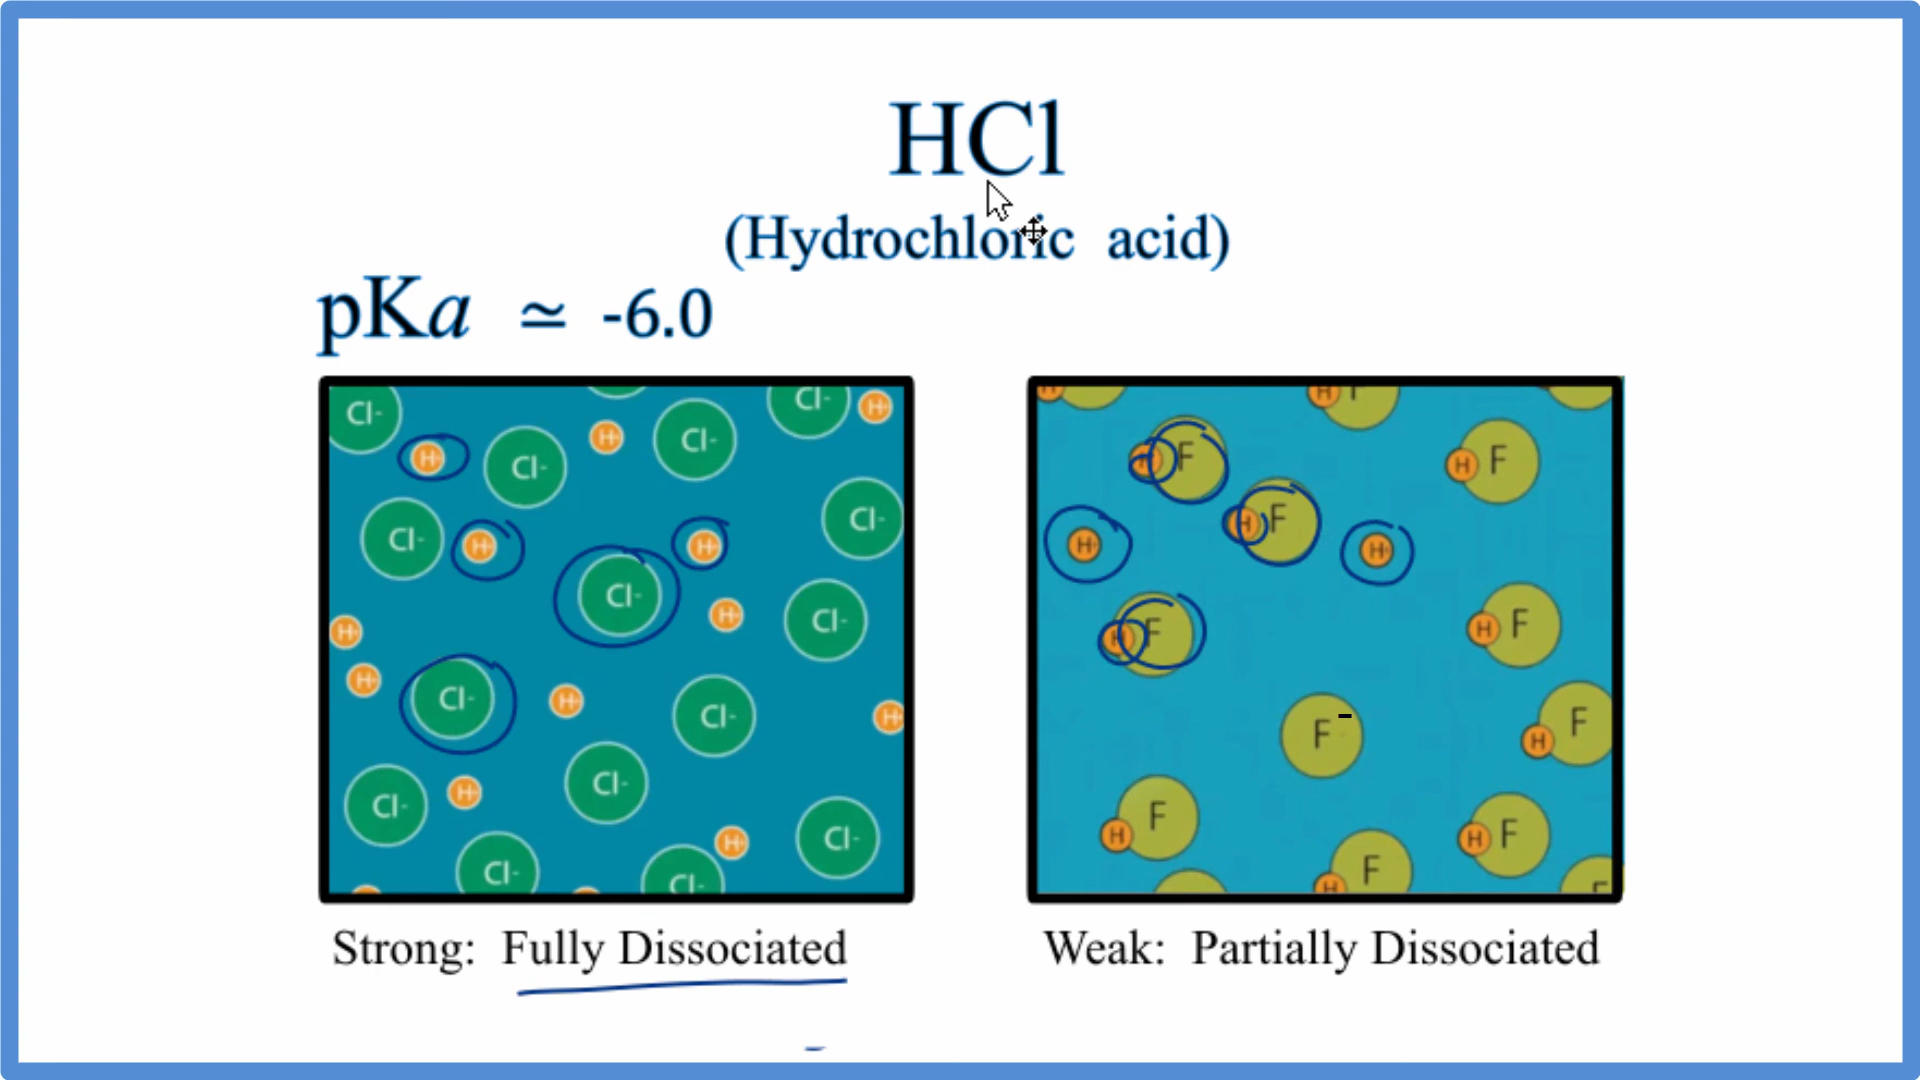 HCl
(Hydrochloric acid)
pKa ≃ -6.0
Cl- H+ Cl- H+ Cl- Cl- H+
Cl- H+ H+ Cl-
H+ Cl- H+ Cl-
H+ Cl- H+ Cl- H+
Cl- H+ Cl- H+ Cl-
Cl- Cl-
H H F
H F H F H F
H+ H+
H F H F
F- H F
H F H F
H F F
Strong: Fully Dissociated
Weak: Partially Dissociated